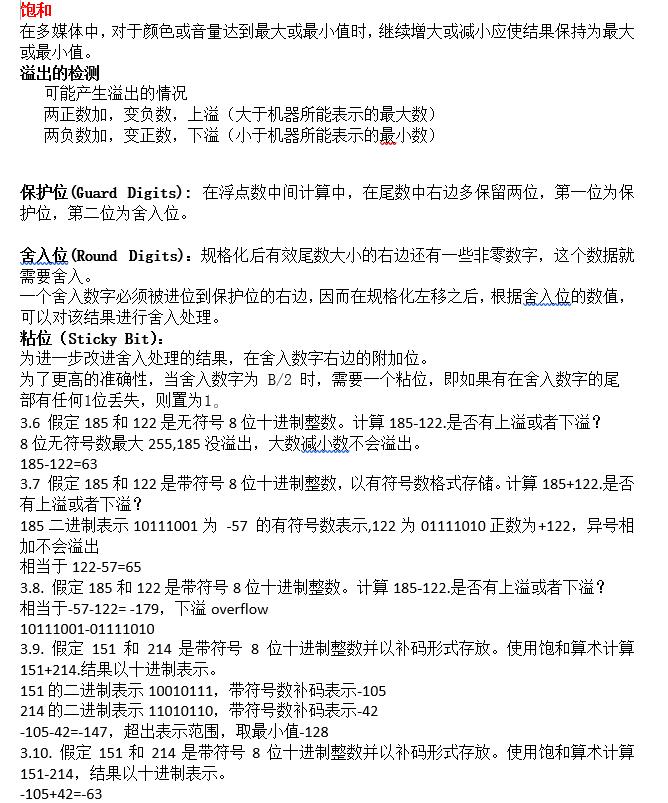 饱和
在多媒体中，对于颜色或音量达到最大或最小值时，继续增大或减小应使结果保持为最大
或最小值。
溢出的检测
可能产生溢出的情况
两正数加，变负数，上溢（大于机器所能表示的最大数）
两负数加，变正数，下溢（小于机器所能表示的最小数）
保护位(Guard Digits): 在浮点数中间计算中，在尾数中右边多保留两位，第一位为保
护位，第二位为舍入位。
舍入位(Round Digits)：规格化后有效尾数大小的右边还有一些非零数字，这个数据就
需要舍入。
一个舍入数字必须被进位到保护位的右边，因而在规格化左移之后，根据舍入位的数值，
可以对该结果进行舍入处理。
粘位（Sticky Bit）：
为进一步改进舍入处理的结果，在舍入数字右边的附加位。
为了更高的准确性，当舍入数字为 B/2 时，需要一个粘位，即如果有在舍入数字的尾
部有任何1位丢失，则置为1。
3.6 假定 185 和 122 是无符号 8 位十进制整数。计算 185-122.是否有上溢或者下溢？
8 位无符号数最大 255,185 没溢出，大数减小数不会溢出。
185-122=63
3.7 假定 185 和 122 是带符号 8 位十进制整数，以有符号数格式存储。计算 185+122.是否
有上溢或者下溢？
185 二进制表示 10111001 为 -57 的有符号数表示,122 为 01111010 正数为+122，异号相
加不会溢出
相当于 122-57=65
3.8. 假定 185 和 122 是带符号 8 位十进制整数。计算 185-122.是否有上溢或者下溢？
相当于-57-122= -179，下溢 overflow
10111001-01111010
3.9. 假定 151 和 214 是带符号 8 位十进制整数并以补码形式存放。使用饱和算术计算
151+214.结果以十进制表示。
151 的二进制表示 10010111，带符号数补码表示-105
214 的二进制表示 11010110，带符号数补码表示-42
-105-42=-147，超出表示范围，取最小值-128
3.10. 假定 151 和 214 是带符号 8 位十进制整数并以补码形式存放。使用饱和算术计算
151-214，结果以十进制表示。
-105+42=-63